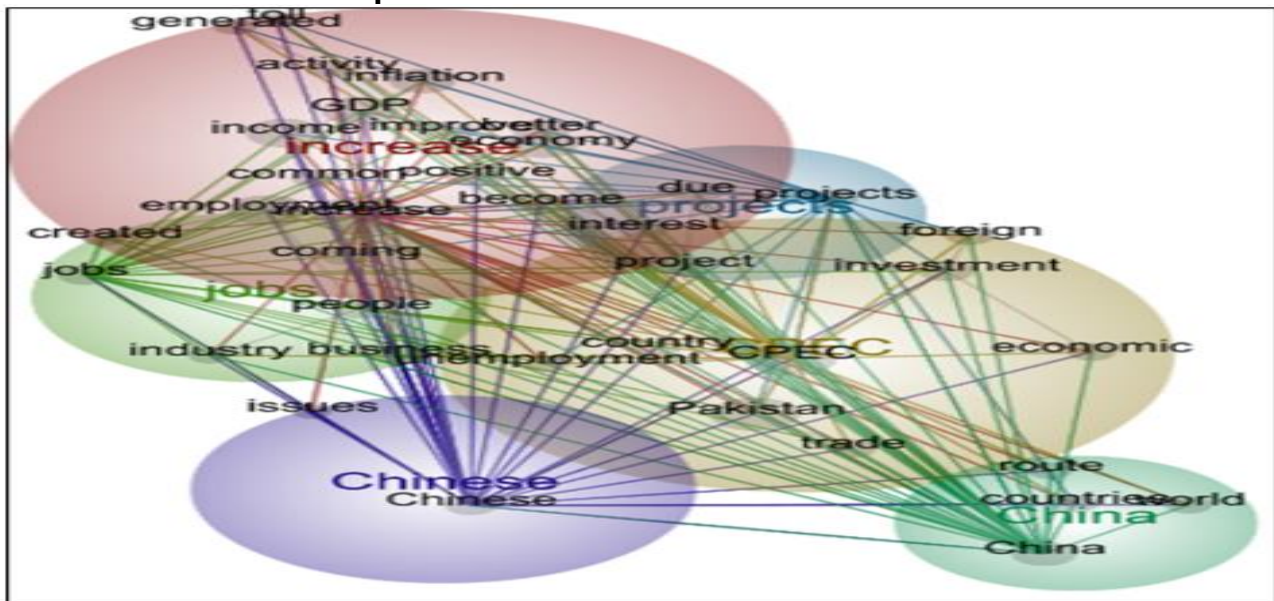 toll
generated
activity
inflation
GDP
income improve better
increase economy
common positive
due projects
employment increase become projects
created interest foreign
coming project investment
jobs
jobs people
industry business country CPEC economic
unemployment CPEC
issues Pakistan
trade
route
Chinese
Chinese countries world
China
China